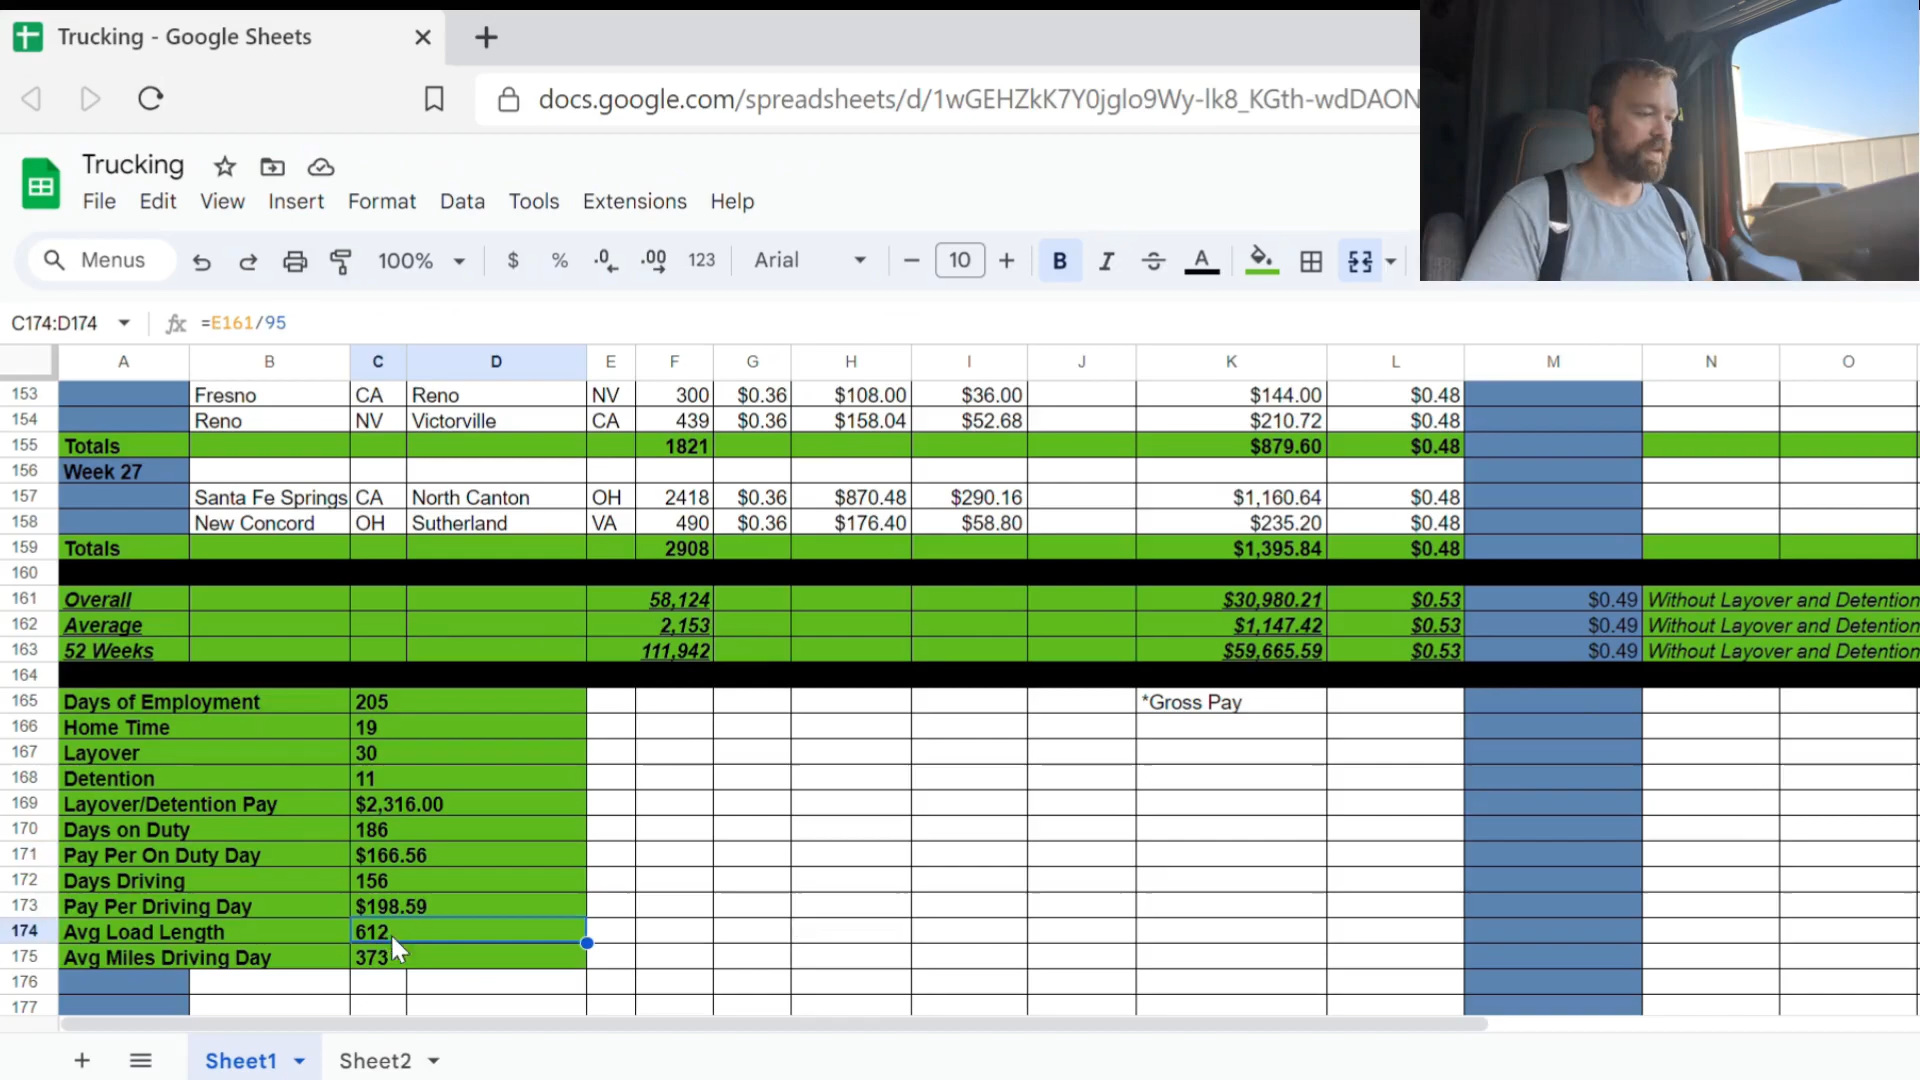 Trucking - Google Sheets
docs.google.com/spreadsheets/d/1wGEHZkK7Y0jglo9Wy-lk8_KGth-wdDAON
Trucking
File Edit View Insert Format Data Tools Extensions Help
Menus 100% $ % .0 .00 123 Arial 10 B I S A
C174:D174 fx =E161/95
A B C D E F G H I J K L M N O
153 Fresno CA Reno NV 300 $0.36 $108.00 $36.00 $144.00 $0.48
154 Reno NV Victorville CA 439 $0.36 $158.04 $52.68 $210.72 $0.48
155 Totals 1821 $879.60 $0.48
156 Week 27
157 Santa Fe Springs CA North Canton OH 2418 $0.36 $870.48 $290.16 $1,160.64 $0.48
158 New Concord OH Sutherland VA 490 $0.36 $176.40 $58.80 $235.20 $0.48
159 Totals 2908 $1,395.84 $0.48
160
161 Overall 58,124 $30,980.21 $0.53 $0.49 Without Layover and Detention
162 Average 2,153 $1,147.42 $0.53 $0.49 Without Layover and Detention
163 52 Weeks 111,942 $59,665.59 $0.53 $0.49 Without Layover and Detention
164
165 Days of Employment 205 *Gross Pay
166 Home Time 19
167 Layover 30
168 Detention 11
169 Layover/Detention Pay $2,316.00
170 Days on Duty 186
171 Pay Per On Duty Day $166.56
172 Days Driving 156
173 Pay Per Driving Day $198.59
174 Avg Load Length 612
175 Avg Miles Driving Day 373
176
177
Sheet1 Sheet2